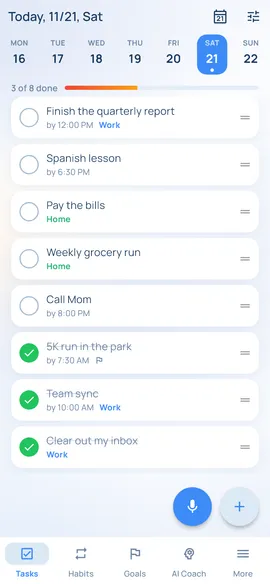 Today, 11/21, Sat
21
MON TUE WED THU FRI SAT SUN
16 17 18 19 20 21 22
3 of 8 done
Finish the quarterly report
by 12:00 PM Work
Spanish lesson
by 6:30 PM
Pay the bills
Home
Weekly grocery run
Home
Call Mom
by 8:00 PM
5K run in the park
by 7:30 AM
Team sync
by 10:00 AM Work
Clear out my inbox
Work
Tasks Habits Goals AI Coach More